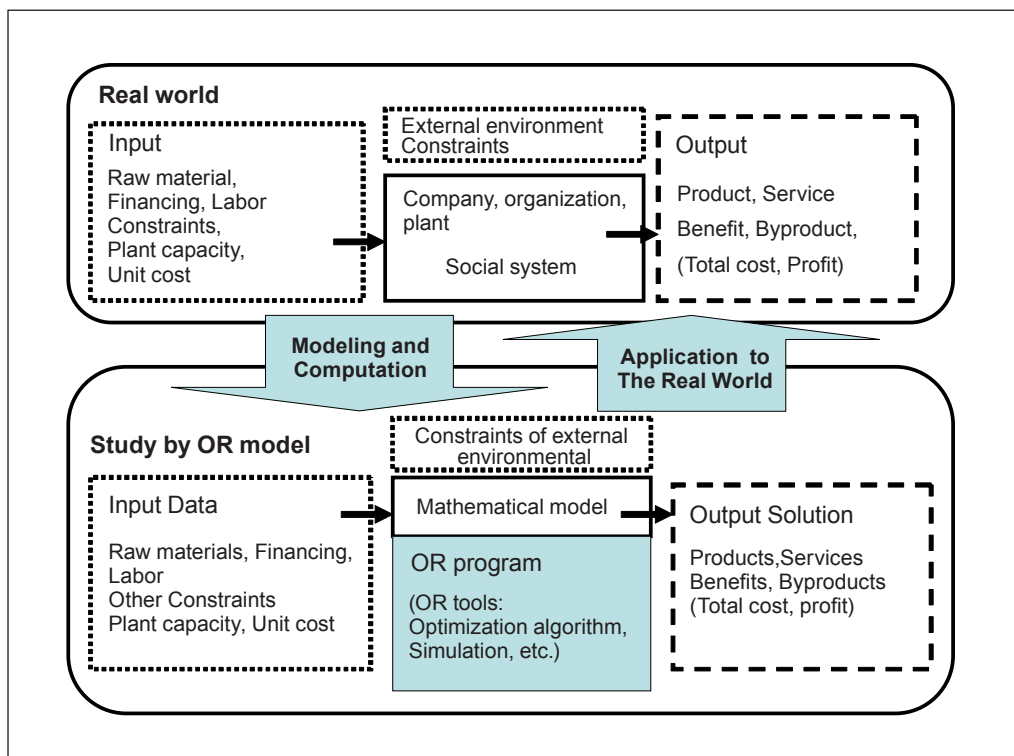 Real world
Input
Raw material,
Financing, Labor
Constraints,
Plant capacity,
Unit cost
External environment
Constraints
Company, organization,
plant
Social system
Output
Product, Service
Benefit, Byproduct,
(Total cost, Profit)
Modeling and
Computation
Application to
The Real World
Study by OR model
Input Data
Raw materials, Financing,
Labor
Other Constraints
Plant capacity, Unit cost
Constraints of external
environmental
Mathematical model
OR program
(OR tools:
Optimization algorithm,
Simulation, etc.)
Output Solution
Products,Services
Benefits, Byproducts
(Total cost, profit)